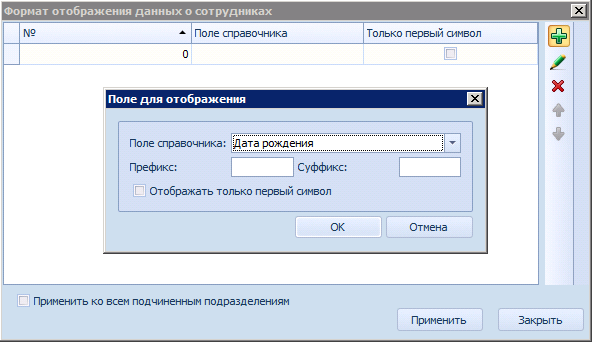 Формат отображения данных о сотрудниках
№ Поле справочника Только первый символ
0
Поле для отображения
Поле справочника: Дата рождения
Префикс: Суффикс:
Отображать только первый символ
OK Отмена
Применить ко всем подчиненным подразделениям
Применить Закрыть